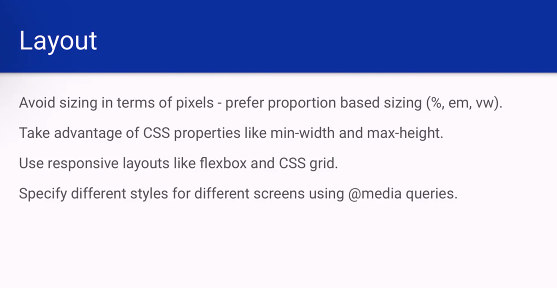 Layout
Avoid sizing in terms of pixels - prefer proportion based sizing (%, em, vw).
Take advantage of CSS properties like min-width and max-height.
Use responsive layouts like flexbox and CSS grid.
Specify different styles for different screens using @media queries.